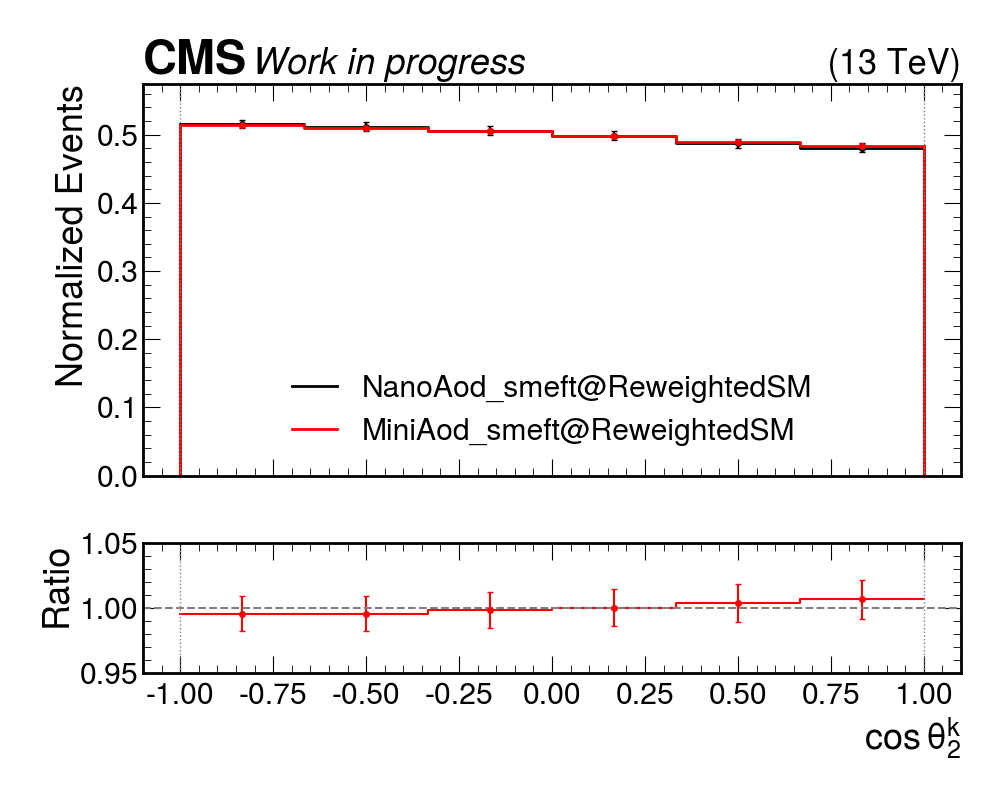 CMS Work in progress (13 TeV)
Normalized Events
0.5
0.4
0.3
0.2
0.1
0.0
NanoAod_smeft@ReweightedSM
MiniAod_smeft@ReweightedSM
Ratio
1.05
1.00
0.95
-1.00 -0.75 -0.50 -0.25 0.00 0.25 0.50 0.75 1.00
cos θ₂ᵏ